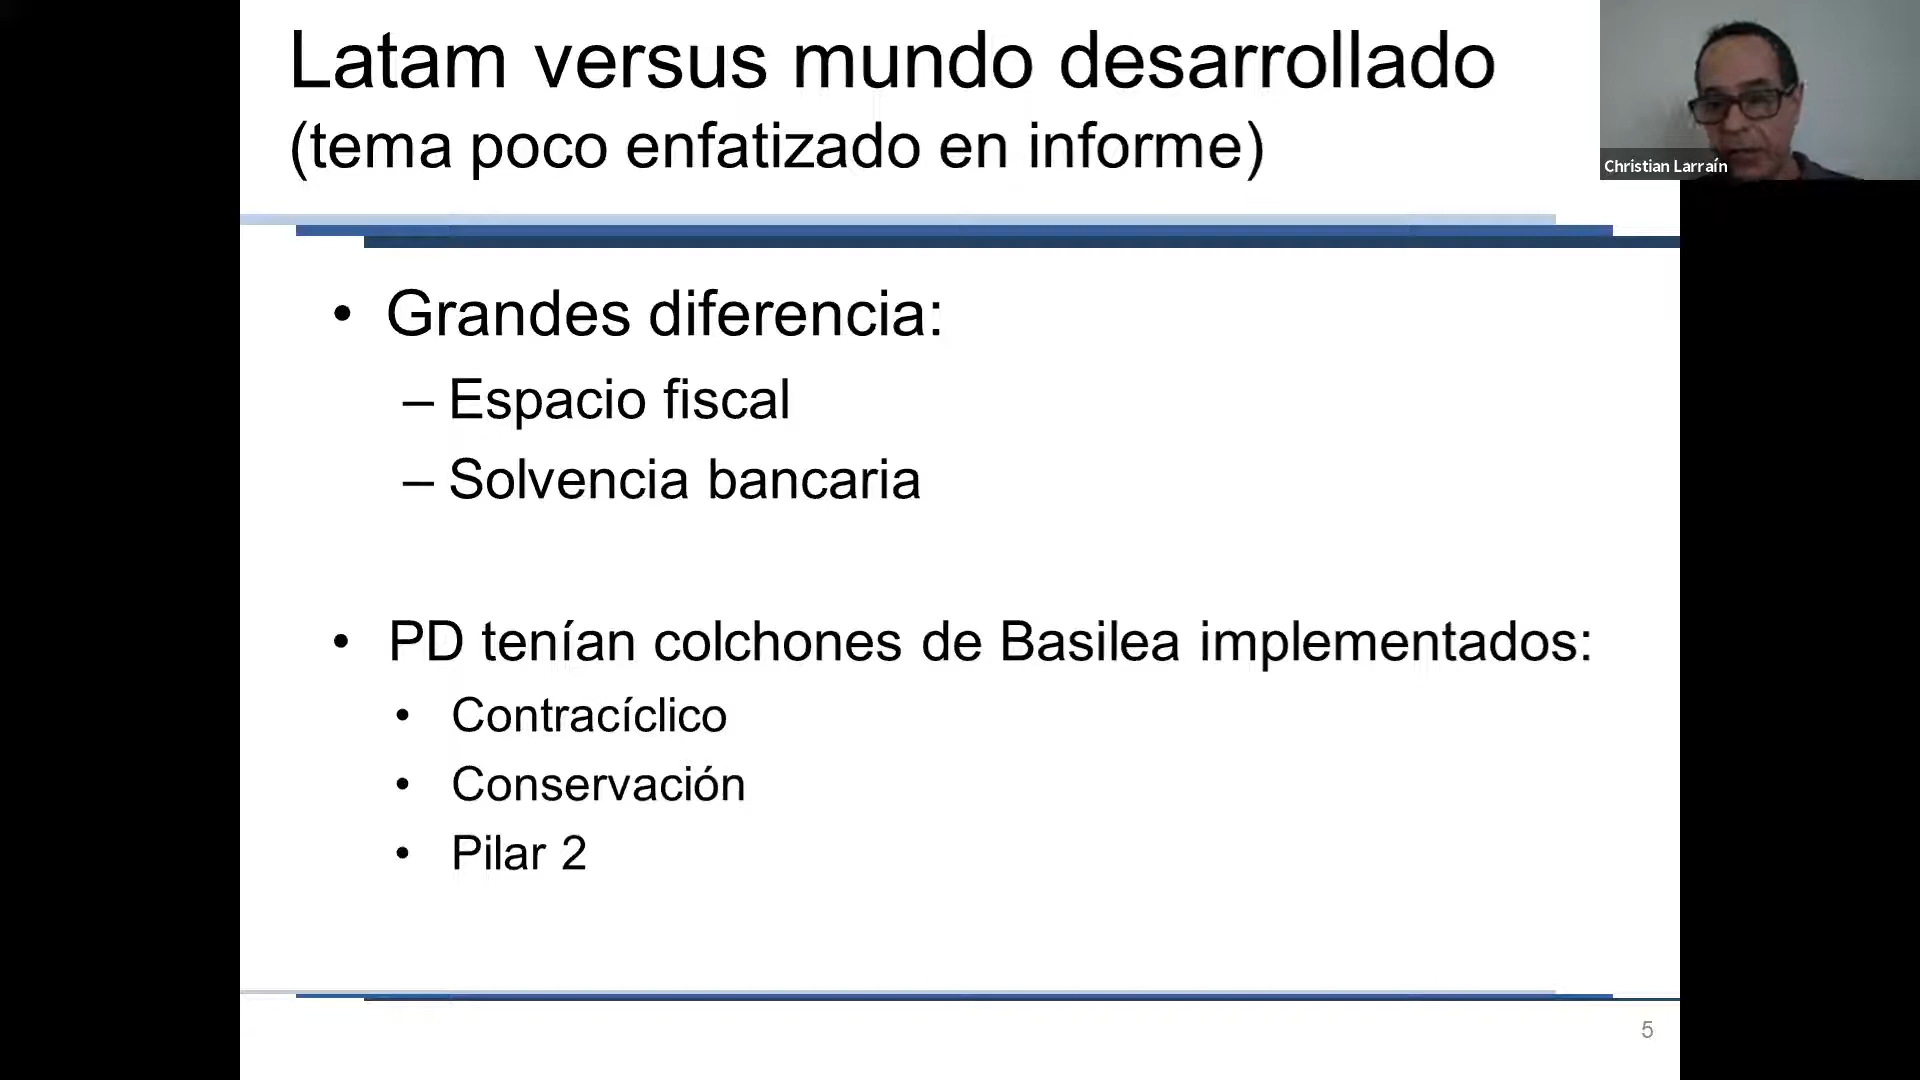 Latam versus mundo desarrollado
(tema poco enfatizado en informe)
Christian Larraín
• Grandes diferencia:
– Espacio fiscal
– Solvencia bancaria
• PD tenían colchones de Basilea implementados:
• Contracíclico
• Conservación
• Pilar 2
5